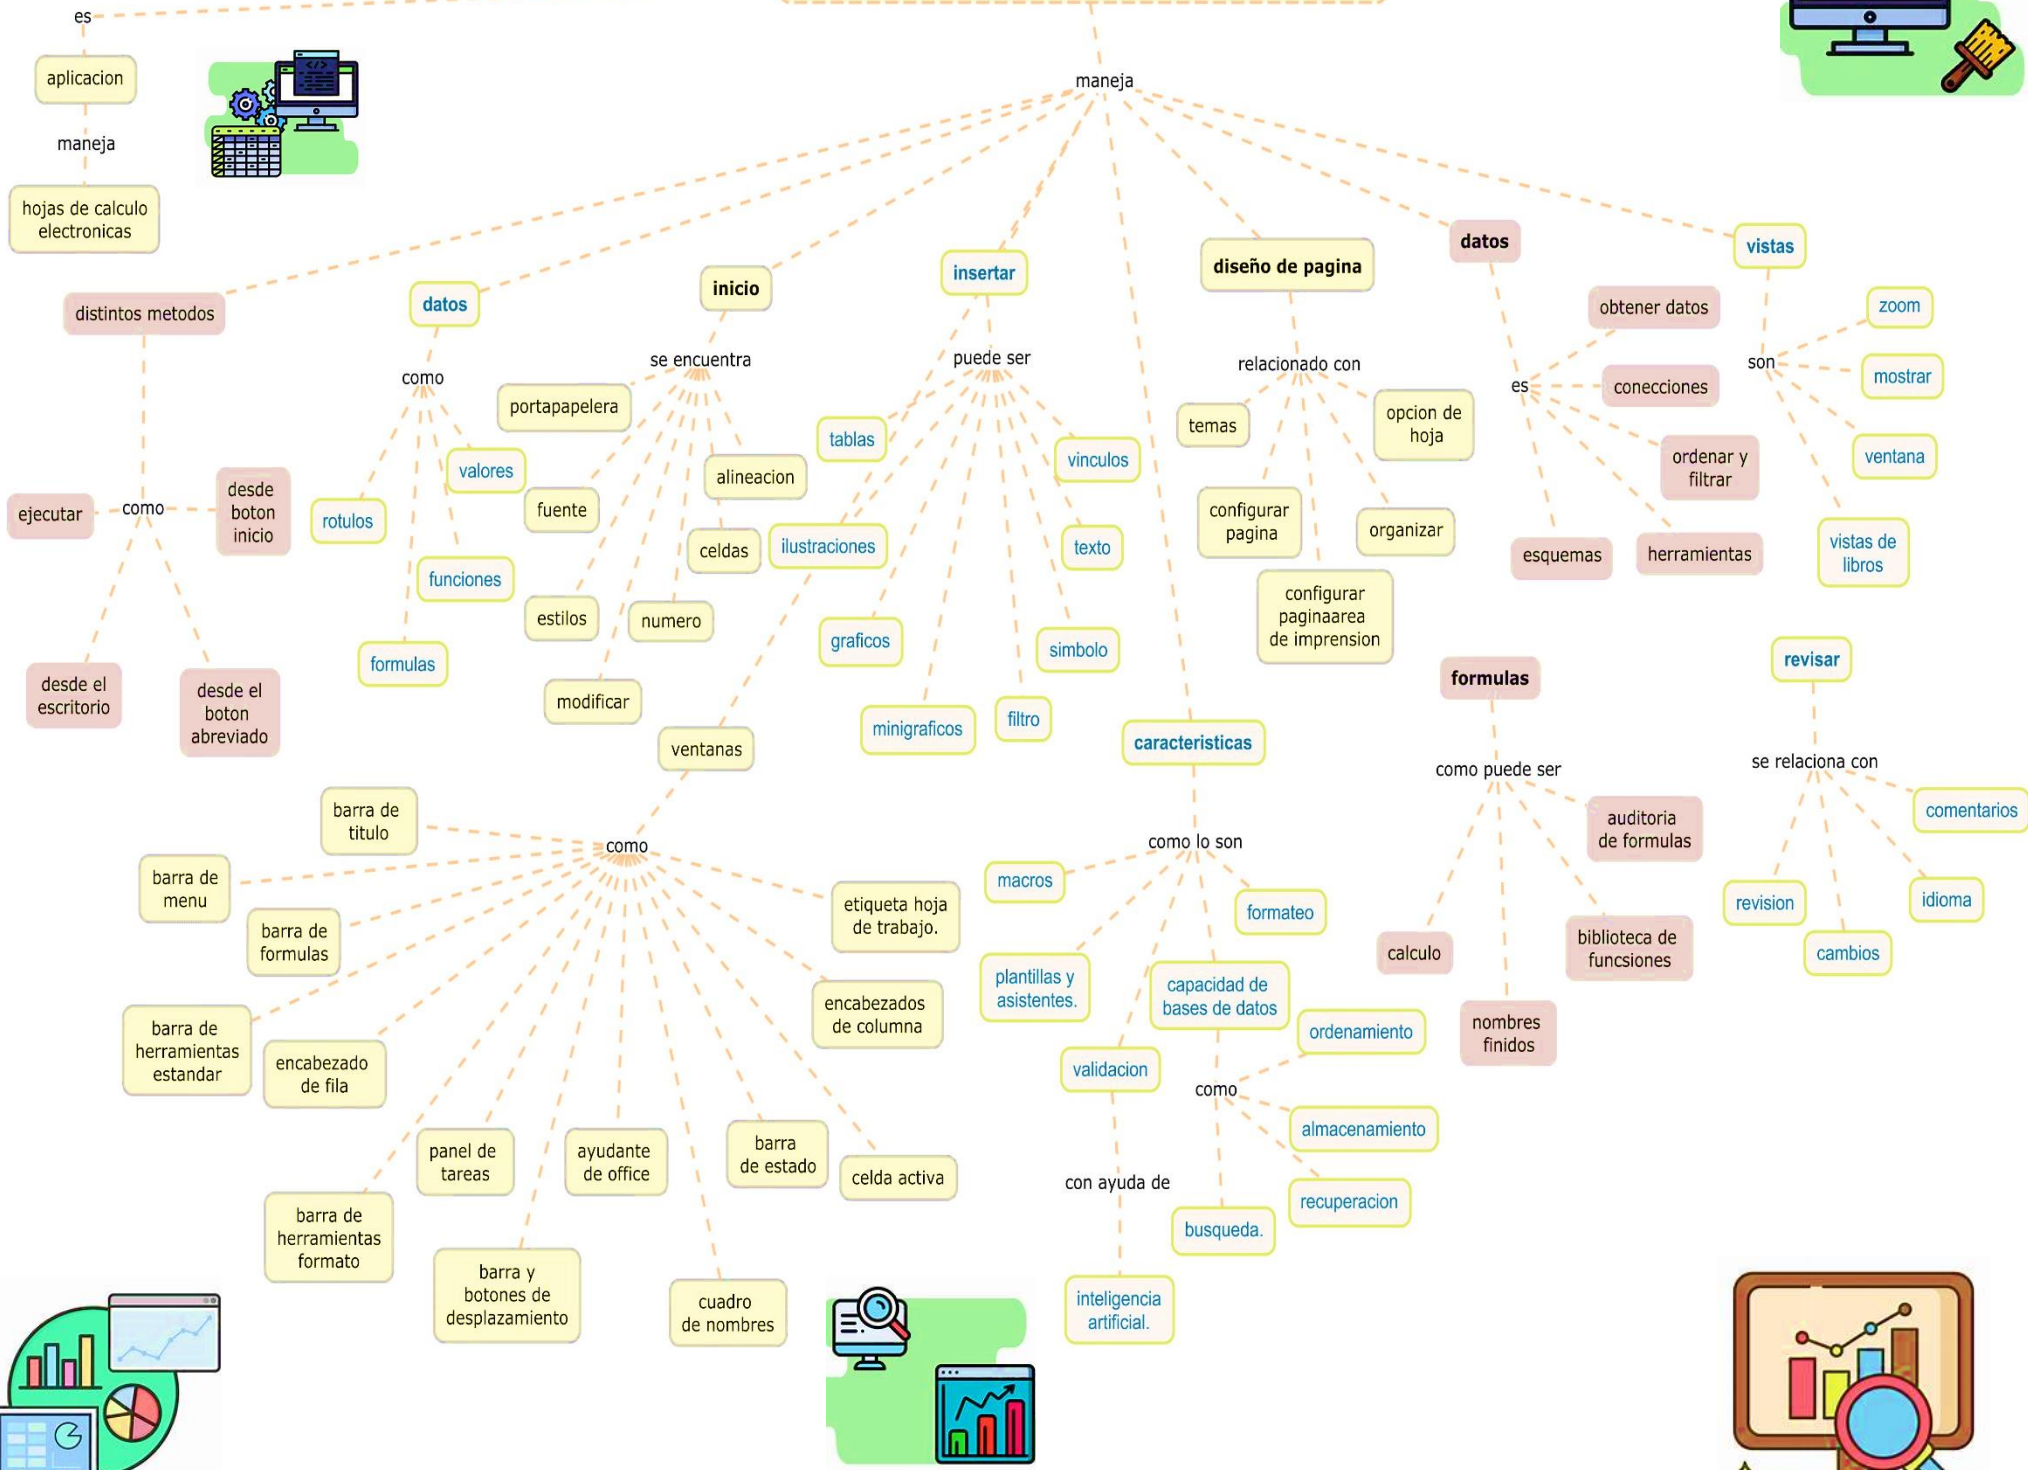 es
aplicacion
maneja
hojas de calculo
electronicas
maneja
distintos metodos
como
ejecutar
desde
boton
inicio
desde el
escritorio
desde el
boton
abreviado
datos
como
valores
rotulos
funciones
formulas
inicio
se encuentra
portapapelera
alineacion
fuente
celdas
estilos
numero
modificar
insertar
puede ser
tablas
vinculos
ilustraciones
texto
graficos
simbolo
minigraficos
filtro
diseño de pagina
relacionado con
temas
opcion de
hoja
configurar
pagina
organizar
configurar
paginaarea
de imprension
datos
es
obtener datos
conecciones
ordenar y
filtrar
herramientas
esquemas
vistas
son
zoom
mostrar
ventana
vistas de
libros
ventanas
como
barra de
titulo
barra de
menu
barra de
formulas
barra de
herramientas
estandar
encabezado
de fila
barra de
herramientas
formato
panel de
tareas
barra y
botones de
desplazamiento
ayudante
de office
cuadro
de nombres
barra
de estado
celda activa
encabezados
de columna
etiqueta hoja
de trabajo.
caracteristicas
como lo son
macros
formateo
plantillas y
asistentes.
capacidad de
bases de datos
validacion
con ayuda de
inteligencia
artificial.
como
ordenamiento
almacenamiento
recuperacion
busqueda.
formulas
como puede ser
auditoria
de formulas
calculo
biblioteca de
funcsiones
nombres
finidos
revisar
se relaciona con
comentarios
revision
idioma
cambios